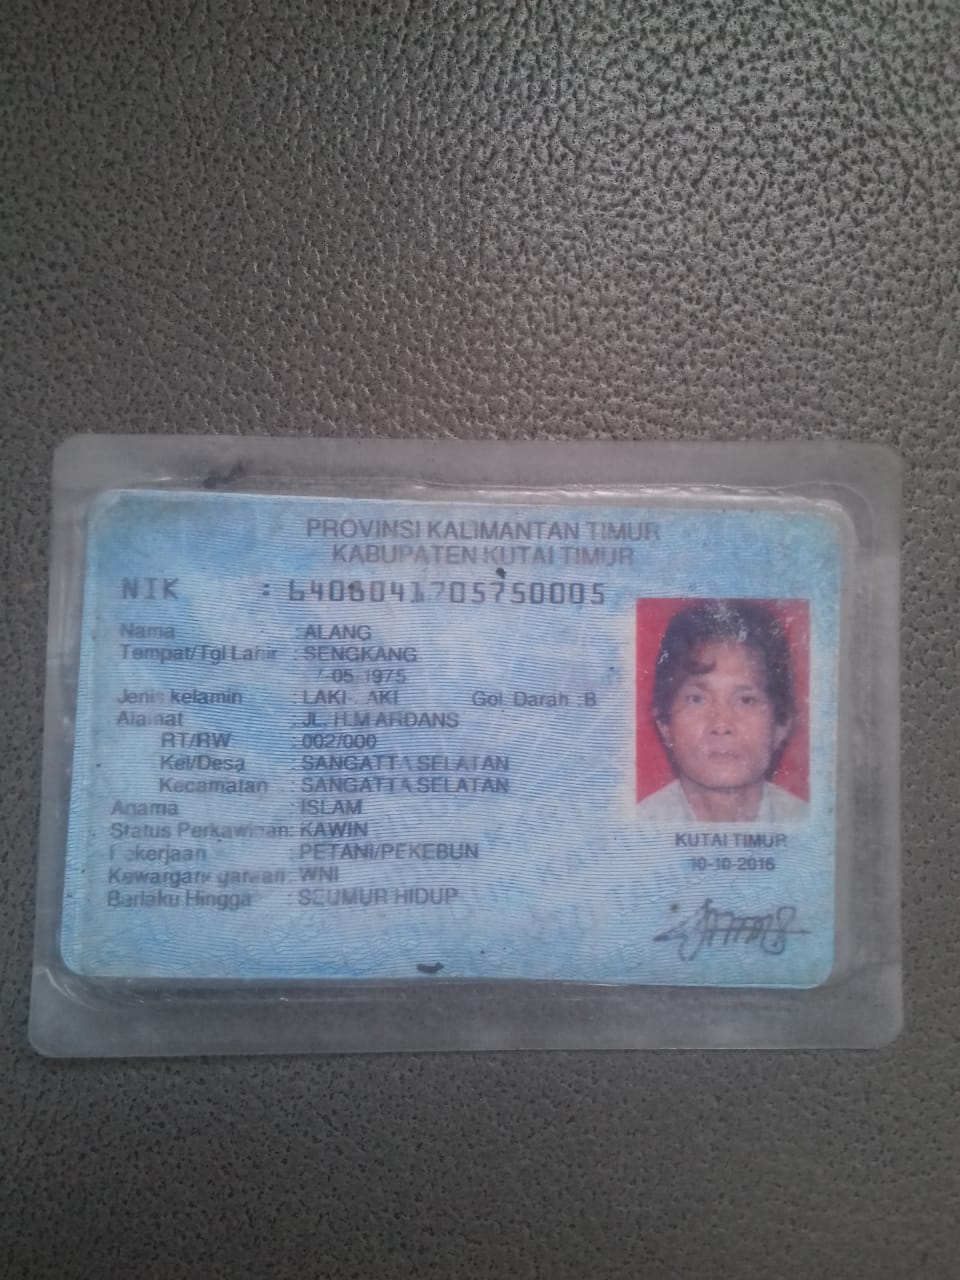 PROVINSI KALIMANTAN TIMUR
KABUPATEN KUTAI TIMUR
NIK : 6408041705750005
Nama : ALANG
Tempat/Tgl Lahir : SENGKANG
-05-1975
Jenis kelamin : LAKI-LAKI Gol. Darah : B
Alamat : JL. H.M ARDANS
RT/RW : 002/000
Kel/Desa : SANGATTA SELATAN
Kecamatan : SANGATTA SELATAN
Agama : ISLAM
Status Perkawinan: KAWIN
Pekerjaan : PETANI/PEKEBUN
Kewarganegaraan: WNI
Berlaku Hingga : SEUMUR HIDUP
KUTAI TIMUR
10-10-2016